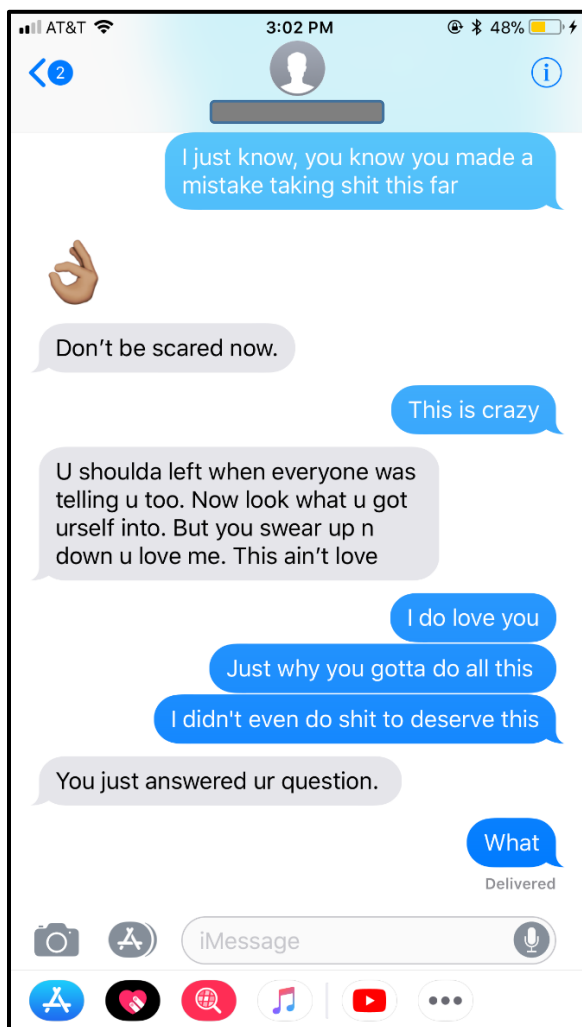 AT&T 3:02 PM 48%
2
I just know, you know you made a
mistake taking shit this far
Don’t be scared now.
This is crazy
U shoulda left when everyone was
telling u too. Now look what u got
urself into. But you swear up n
down u love me. This ain’t love
I do love you
Just why you gotta do all this
I didn't even do shit to deserve this
You just answered ur question.
What
Delivered
iMessage